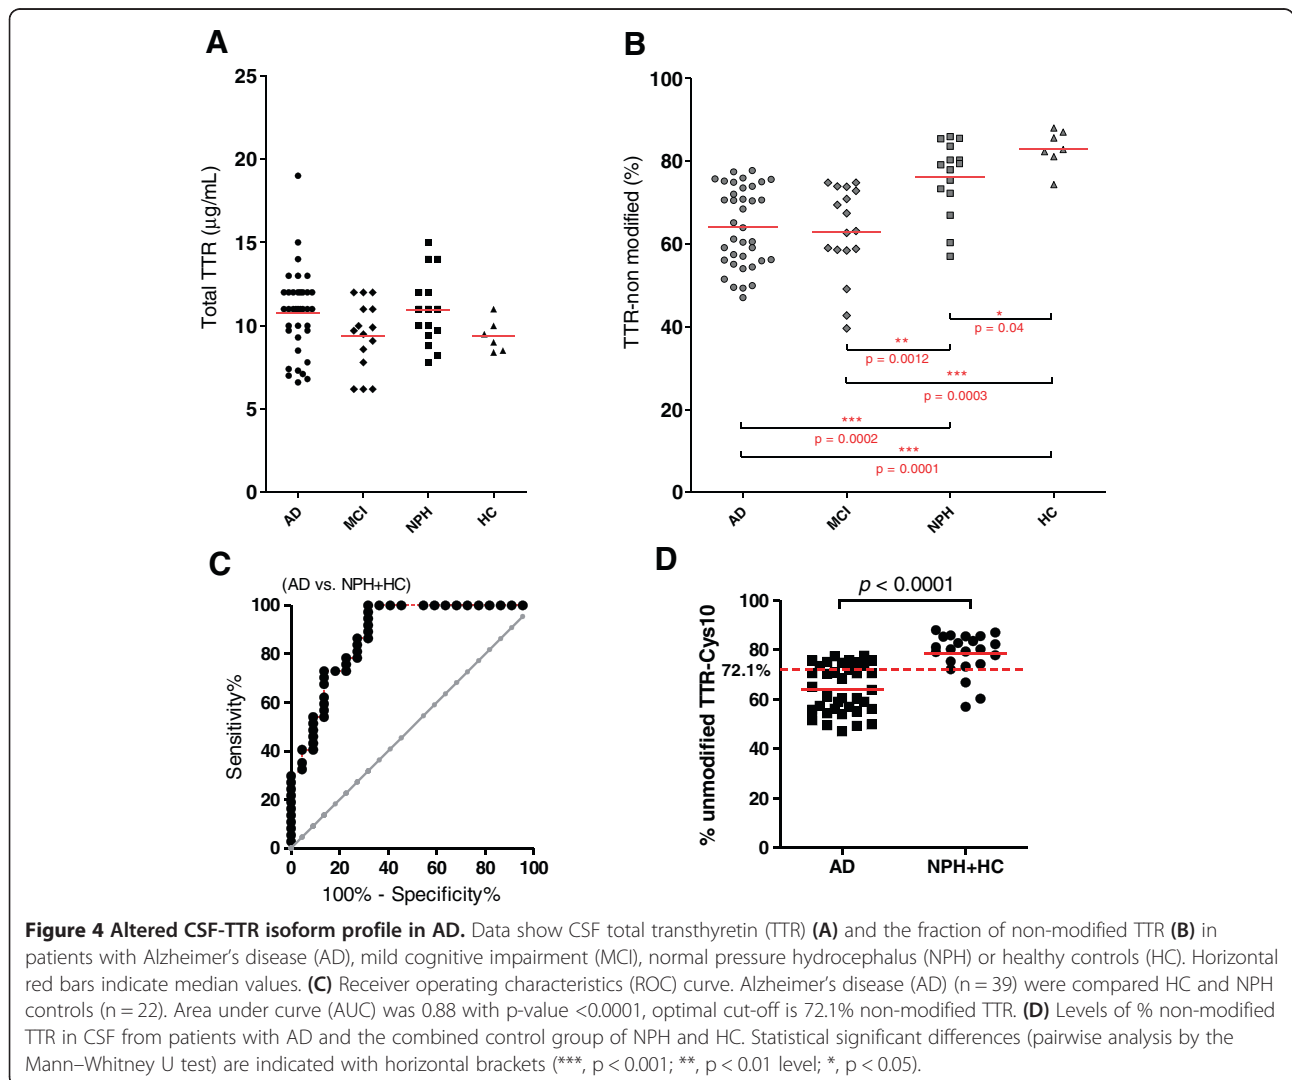 A
25
20
15
10
5
0
Total TTR (µg/mL)
AD
MCI
NPH
HC
B
100
80
60
40
20
0
TTR-non modified (%)
*
p = 0.04
**
p = 0.0012
***
p = 0.0003
***
p = 0.0002
***
p = 0.0001
AD
MCI
NPH
HC
C
(AD vs. NPH+HC)
100
80
60
40
20
0
Sensitivity%
0 20 40 60 80 100
100% - Specificity%
D
p < 0.0001
100
80
72.1%
60
40
20
0
% unmodified TTR-Cys10
AD NPH+HC
Figure 4 Altered CSF-TTR isoform profile in AD. Data show CSF total transthyretin (TTR) (A) and the fraction of non-modified TTR (B) in
patients with Alzheimer's disease (AD), mild cognitive impairment (MCI), normal pressure hydrocephalus (NPH) or healthy controls (HC). Horizontal
red bars indicate median values. (C) Receiver operating characteristics (ROC) curve. Alzheimer's disease (AD) (n = 39) were compared HC and NPH
controls (n = 22). Area under curve (AUC) was 0.88 with p-value <0.0001, optimal cut-off is 72.1% non-modified TTR. (D) Levels of % non-modified
TTR in CSF from patients with AD and the combined control group of NPH and HC. Statistical significant differences (pairwise analysis by the
Mann–Whitney U test) are indicated with horizontal brackets (***, p < 0.001; **, p < 0.01 level; *, p < 0.05).